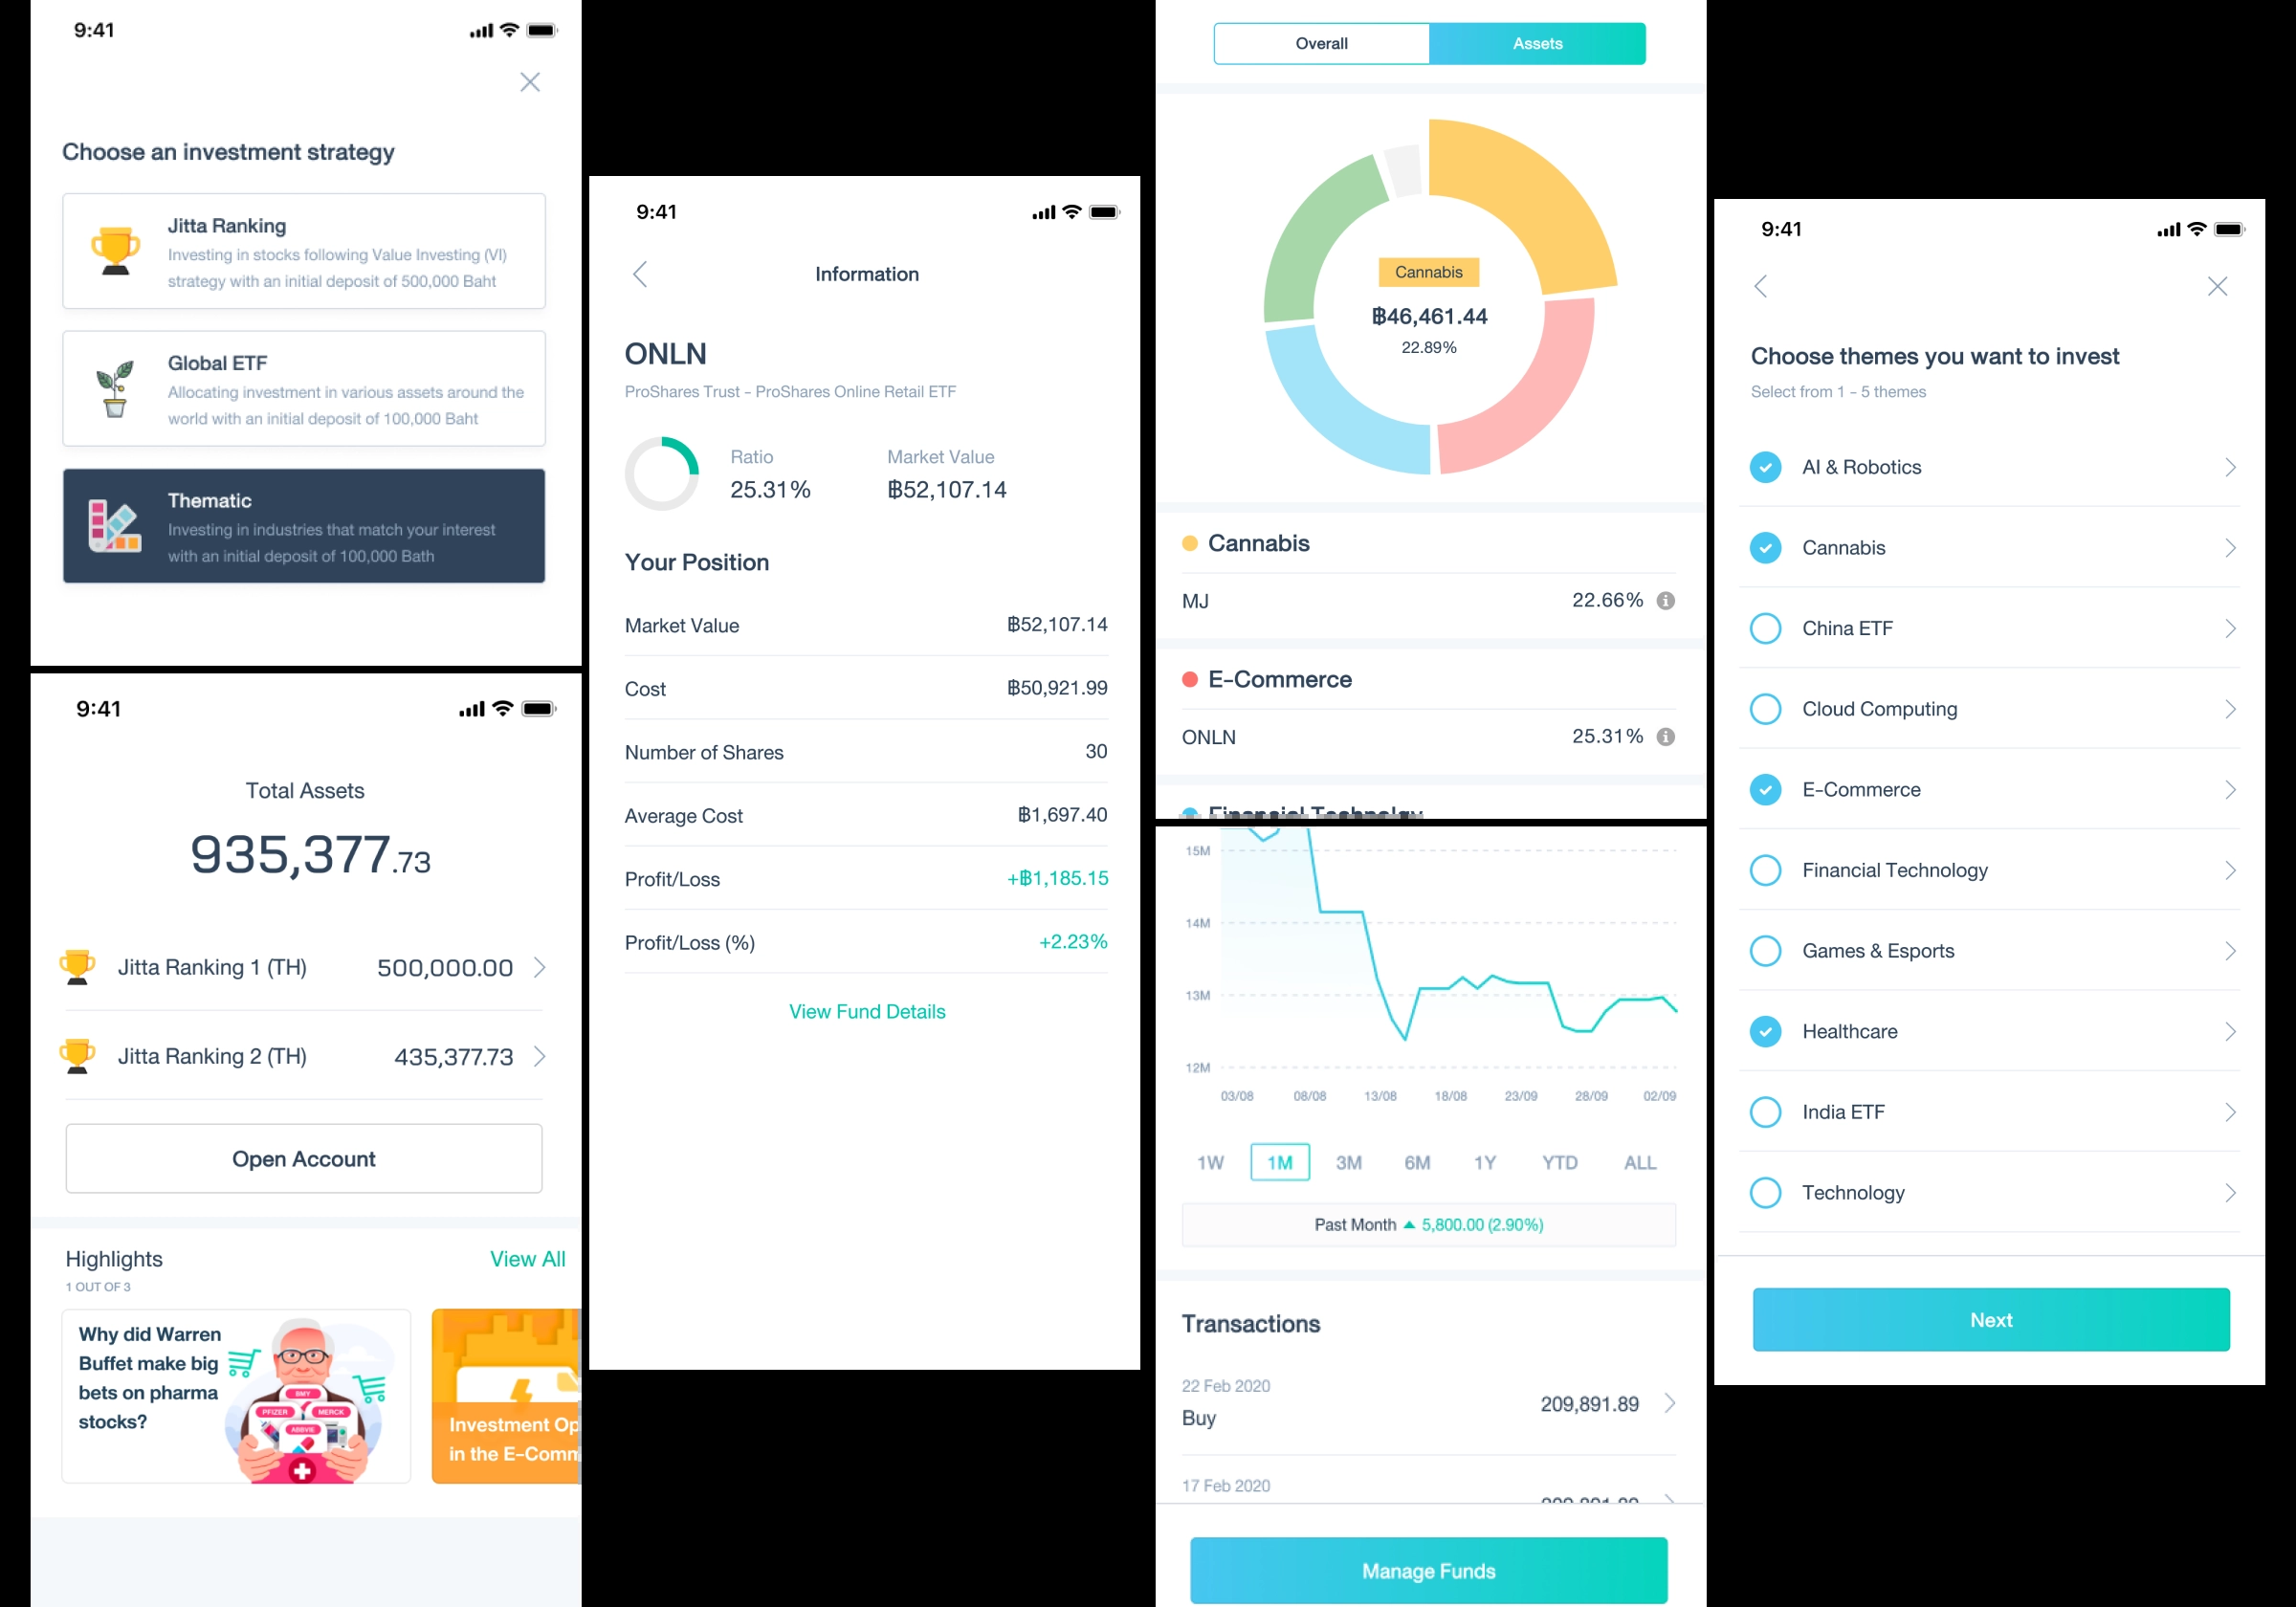 9:41
Choose an investment strategy
Jitta Ranking
Investing in stocks following Value Investing (VI)
strategy with an initial deposit of 500,000 Baht
Global ETF
Allocating investment in various assets around the
world with an initial deposit of 100,000 Baht
Thematic
Investing in industries that match your interest
with an initial deposit of 100,000 Bath
9:41
Total Assets
935,377.73
Jitta Ranking 1 (TH) 500,000.00
Jitta Ranking 2 (TH) 435,377.73
Open Account
Highlights View All
1 OUT OF 3
Why did Warren
Buffet make big
bets on pharma
stocks?
BMY
PFIZER MERCK
ABBVIE
Investment Op
in the E-Comm
9:41
Information
ONLN
ProShares Trust - ProShares Online Retail ETF
Ratio Market Value
25.31% ฿52,107.14
Your Position
Market Value ฿52,107.14
Cost ฿50,921.99
Number of Shares 30
Average Cost ฿1,697.40
Profit/Loss +฿1,185.15
Profit/Loss (%) +2.23%
View Fund Details
Overall Assets
Cannabis
฿46,461.44
22.89%
Cannabis
MJ 22.66%
E-Commerce
ONLN 25.31%
Financial Technolgy
15M
14M
13M
12M
03/08 08/08 13/08 18/08 23/09 28/09 02/09
1W 1M 3M 6M 1Y YTD ALL
Past Month ▲ 5,800.00 (2.90%)
Transactions
22 Feb 2020
Buy 209,891.89
17 Feb 2020
209,891.89
Manage Funds
9:41
Choose themes you want to invest
Select from 1 - 5 themes
AI & Robotics
Cannabis
China ETF
Cloud Computing
E-Commerce
Financial Technology
Games & Esports
Healthcare
India ETF
Technology
Next